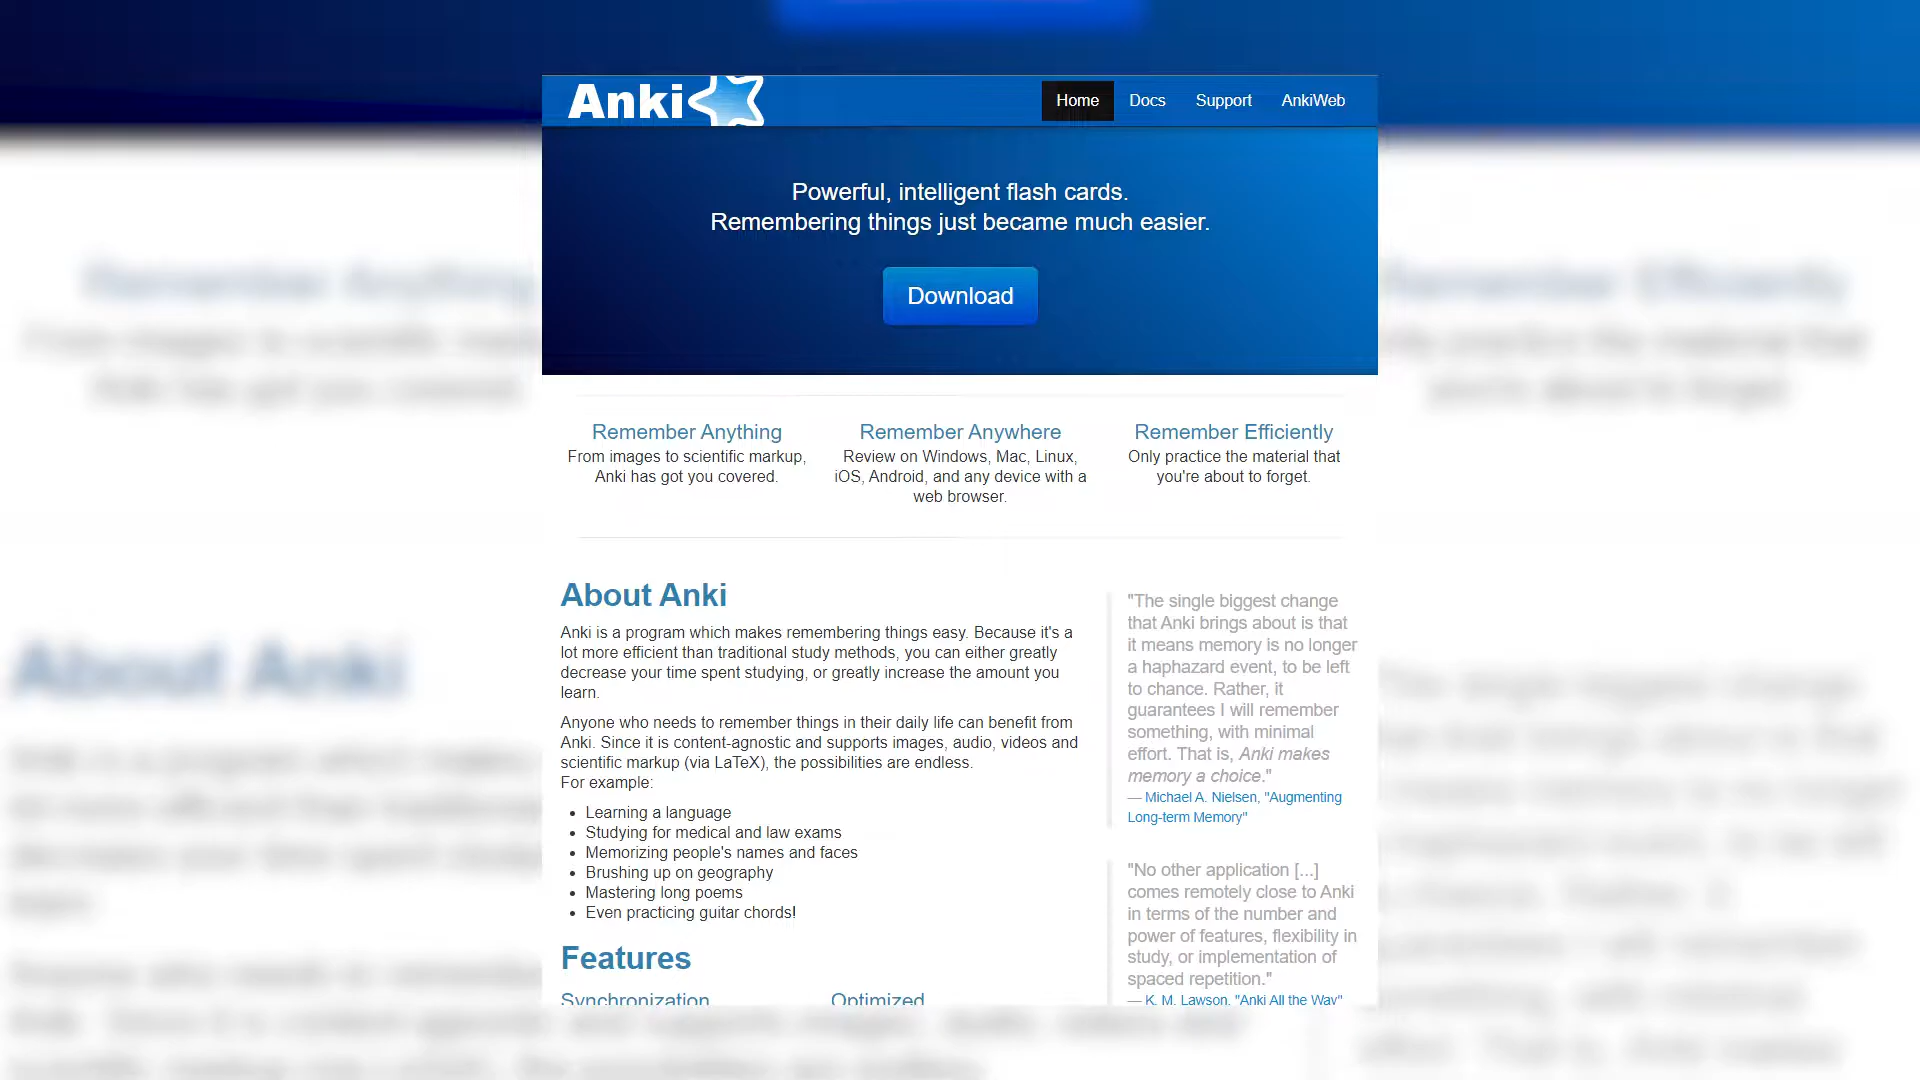 Anki
Home
Docs
Support
AnkiWeb
Powerful, intelligent flash cards.
Remembering things just became much easier.
Download
Remember Anything
From images to scientific markup,
Anki has got you covered.
Remember Anywhere
Review on Windows, Mac, Linux,
iOS, Android, and any device with a
web browser.
Remember Efficiently
Only practice the material that
you're about to forget.
About Anki
Anki is a program which makes remembering things easy. Because it's a
lot more efficient than traditional study methods, you can either greatly
decrease your time spent studying, or greatly increase the amount you
learn.
Anyone who needs to remember things in their daily life can benefit from
Anki. Since it is content-agnostic and supports images, audio, videos and
scientific markup (via LaTeX), the possibilities are endless.
For example:
• Learning a language
• Studying for medical and law exams
• Memorizing people's names and faces
• Brushing up on geography
• Mastering long poems
• Even practicing guitar chords!
Features
Synchronization
Optimized
"The single biggest change
that Anki brings about is that
it means memory is no longer
a haphazard event, to be left
to chance. Rather, it
guarantees I will remember
something, with minimal
effort. That is, Anki makes
memory a choice."
— Michael A. Nielsen, "Augmenting
Long-term Memory"
"No other application [...]
comes remotely close to Anki
in terms of the number and
power of features, flexibility in
study, or implementation of
spaced repetition."
— K. M. Lawson, "Anki All the Way"